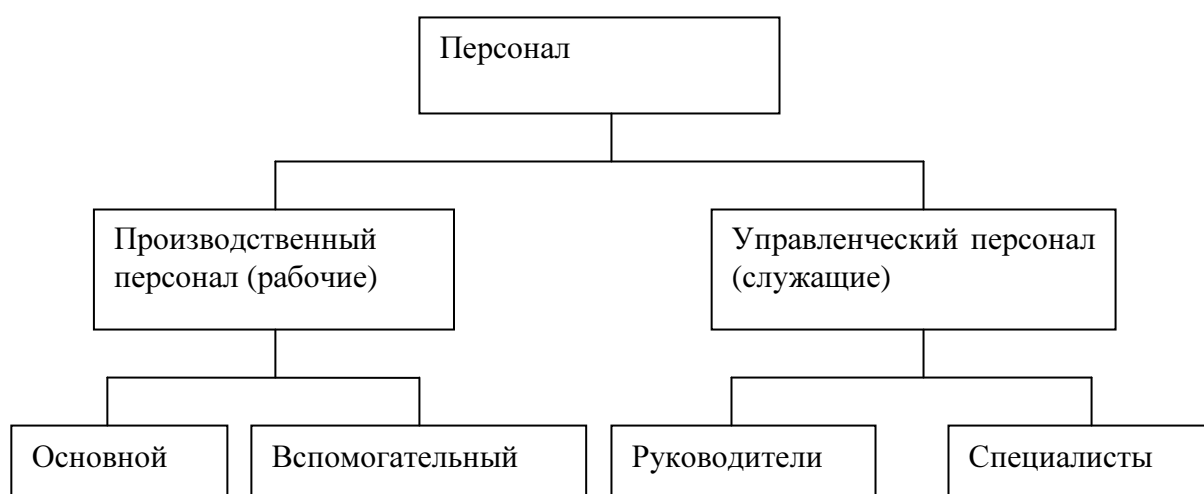 Персонал
Производственный
персонал (рабочие)
Управленческий персонал
(служащие)
Основной
Вспомогательный
Руководители
Специалисты